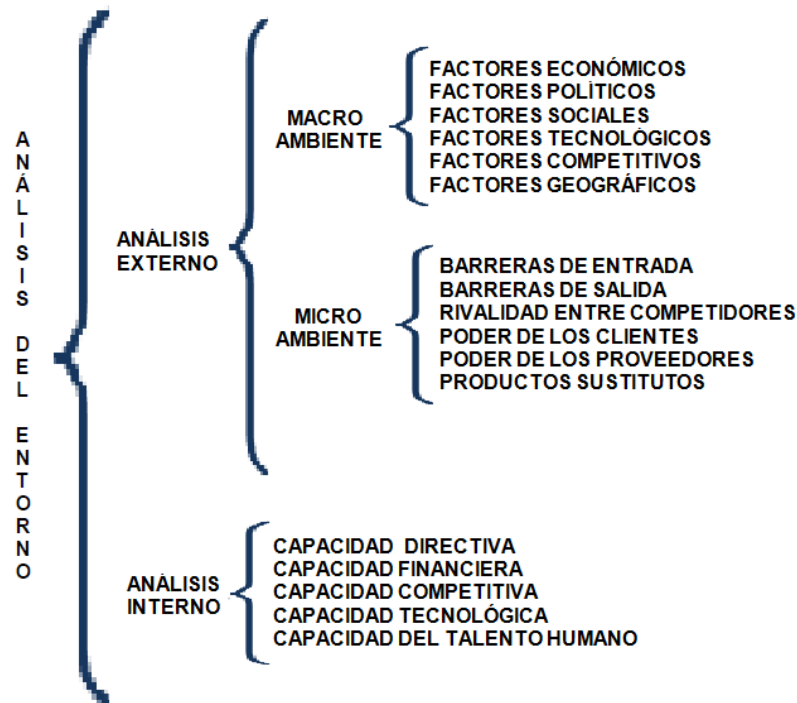 ANÁLISIS DEL ENTORNO
ANÁLISIS
EXTERNO
MACRO
AMBIENTE
FACTORES ECONÓMICOS
FACTORES POLÍTICOS
FACTORES SOCIALES
FACTORES TECNOLÓGICOS
FACTORES COMPETITIVOS
FACTORES GEOGRÁFICOS
MICRO
AMBIENTE
BARRERAS DE ENTRADA
BARRERAS DE SALIDA
RIVALIDAD ENTRE COMPETIDORES
PODER DE LOS CLIENTES
PODER DE LOS PROVEEDORES
PRODUCTOS SUSTITUTOS
ANÁLISIS
INTERNO
CAPACIDAD DIRECTIVA
CAPACIDAD FINANCIERA
CAPACIDAD COMPETITIVA
CAPACIDAD TECNOLÓGICA
CAPACIDAD DEL TALENTO HUMANO